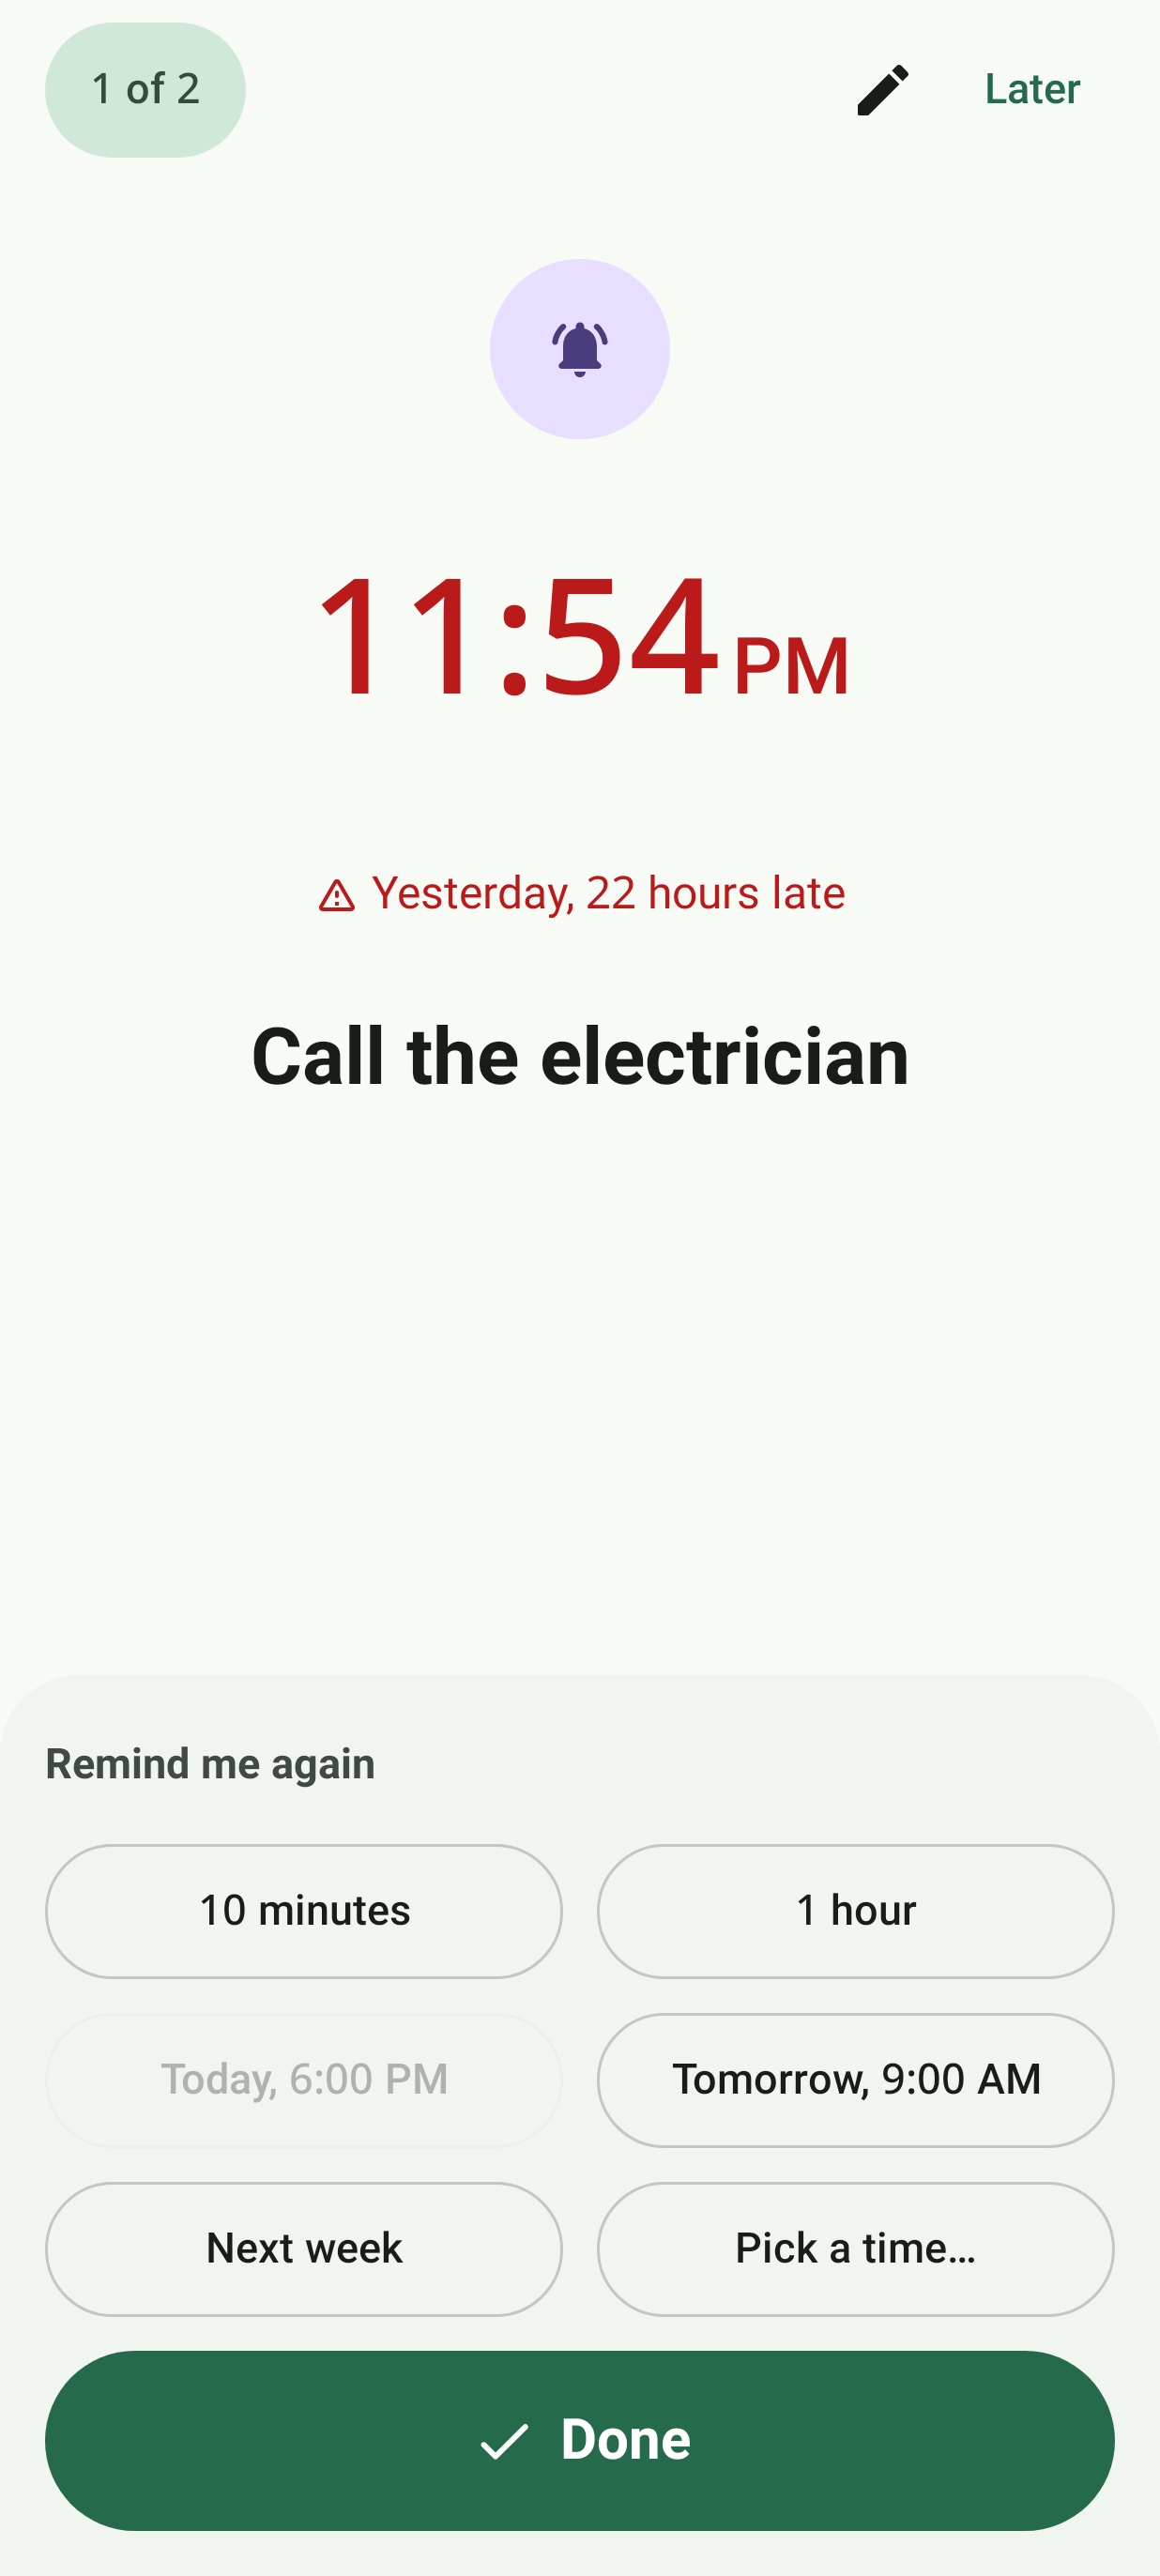 1 of 2
Later
11:54 PM
Yesterday, 22 hours late
Call the electrician
Remind me again
10 minutes
1 hour
Today, 6:00 PM
Tomorrow, 9:00 AM
Next week
Pick a time…
Done